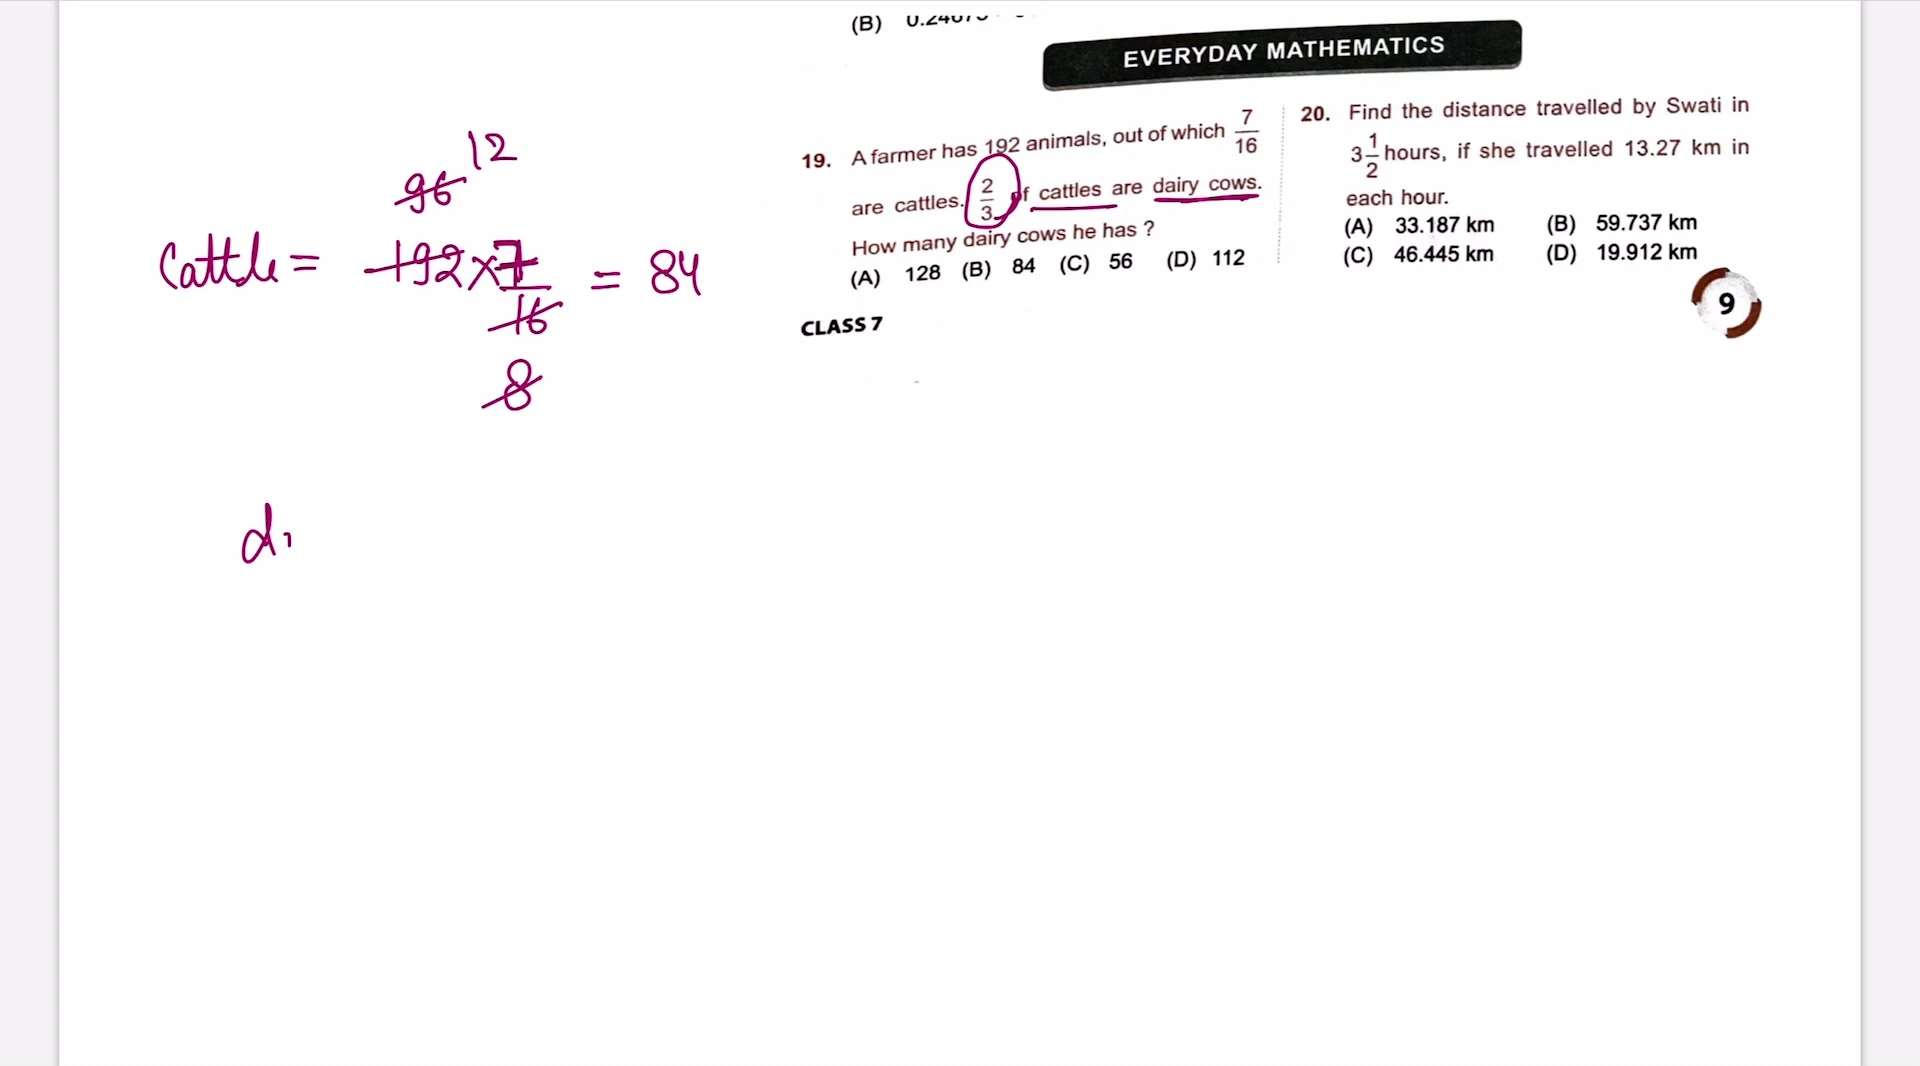 (B)
EVERYDAY MATHEMATICS
19. A farmer has 192 animals, out of which 7/16
are cattles. 2/3 of cattles are dairy cows.
How many dairy cows he has ?
(A) 128 (B) 84 (C) 56 (D) 112
CLASS 7
20. Find the distance travelled by Swati in
3 1/2 hours, if she travelled 13.27 km in
each hour.
(A) 33.187 km (B) 59.737 km
(C) 46.445 km (D) 19.912 km
9
96 12
Cattle = 192 × 7/16 = 84
8